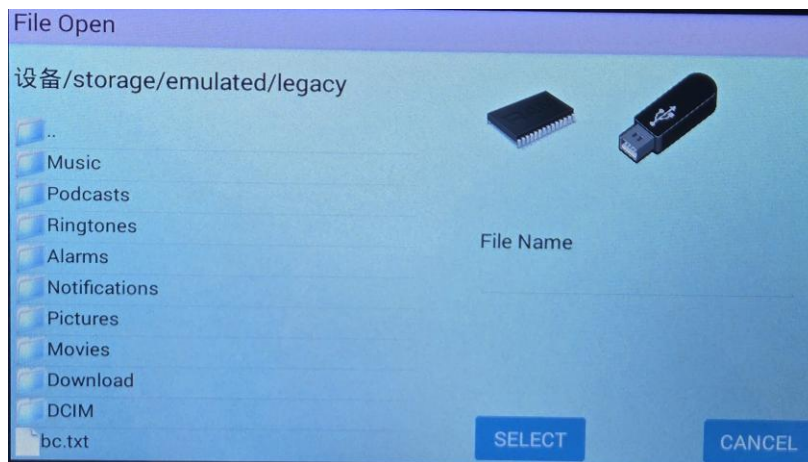 File Open
设备/storage/emulated/legacy
..
Music
Podcasts
Ringtones
Alarms
Notifications
Pictures
Movies
Download
DCIM
bc.txt
File Name
SELECT
CANCEL